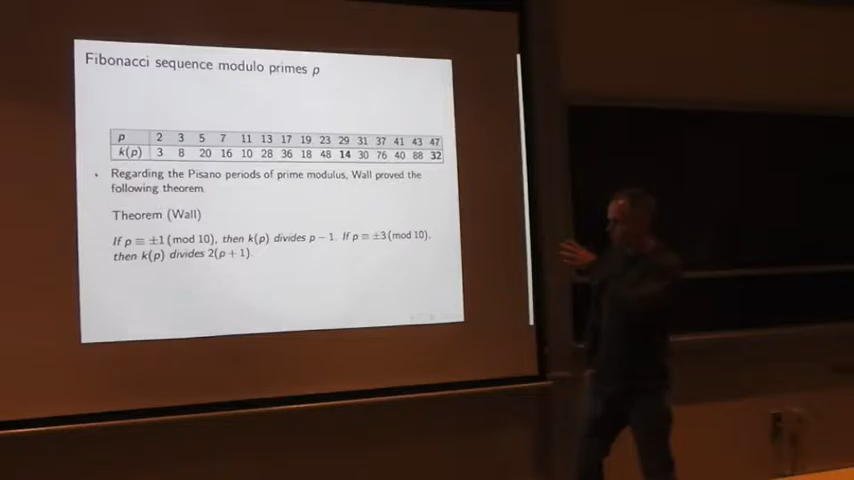 Fibonacci sequence modulo primes p
p 2 3 5 7 11 13 17 19 23 29 31 37 41 43 47
k(p) 3 8 20 16 10 28 36 18 48 14 30 76 40 88 32
Regarding the Pisano periods of prime modulus, Wall proved the
following theorem.
Theorem (Wall)
If p ≡ ±1(mod 10), then k(p) divides p − 1. If p ≡ ±3(mod 10),
then k(p) divides 2(p + 1).